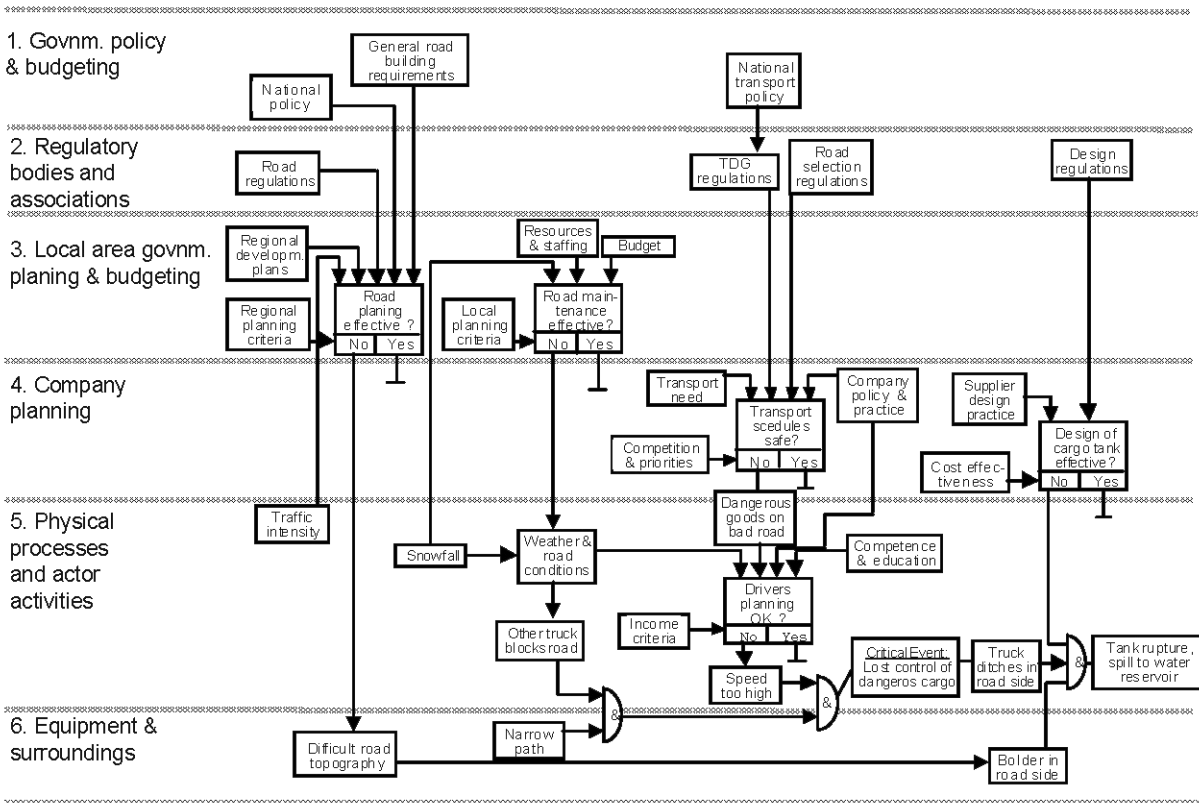 1. Govnm. policy
& budgeting
General road
building
requirements
National
policy
National
transport
policy
2. Regulatory
bodies and
associations
Road
regulations
TDG
regulations
Road
selection
regulations
Design
regulations
3. Local area govnm.
planing & budgeting
Regional
developm.
plans
Resources
& staffing
Budget
Regional
planning
criteria
Road
planing
effective ?
No
Yes
Local
planning
criteria
Road main-
tenance
effective?
No
Yes
4. Company
planning
Transport
need
Company
policy &
practice
Supplier
design
practice
Transport
scedules
safe?
No
Yes
Competition
& priorities
Design of
cargo tank
effective?
No
Yes
Cost effec-
tiveness
5. Physical
processes
and actor
activities
Traffic
intensity
Snowfall
Weather &
road
conditions
Dangerous
goods on
bad road
Competence
& education
Drivers
planning
OK ?
No
Yes
Income
criteria
Other truck
blocks road
Speed
too high
Critical Event:
Lost control of
dangeros cargo
Truck
ditches in
road side
&
Tank rupture,
spill to water
reservoir
6. Equipment &
surroundings
Difficult road
topography
Narrow
path
&
&
Bolder in
road side